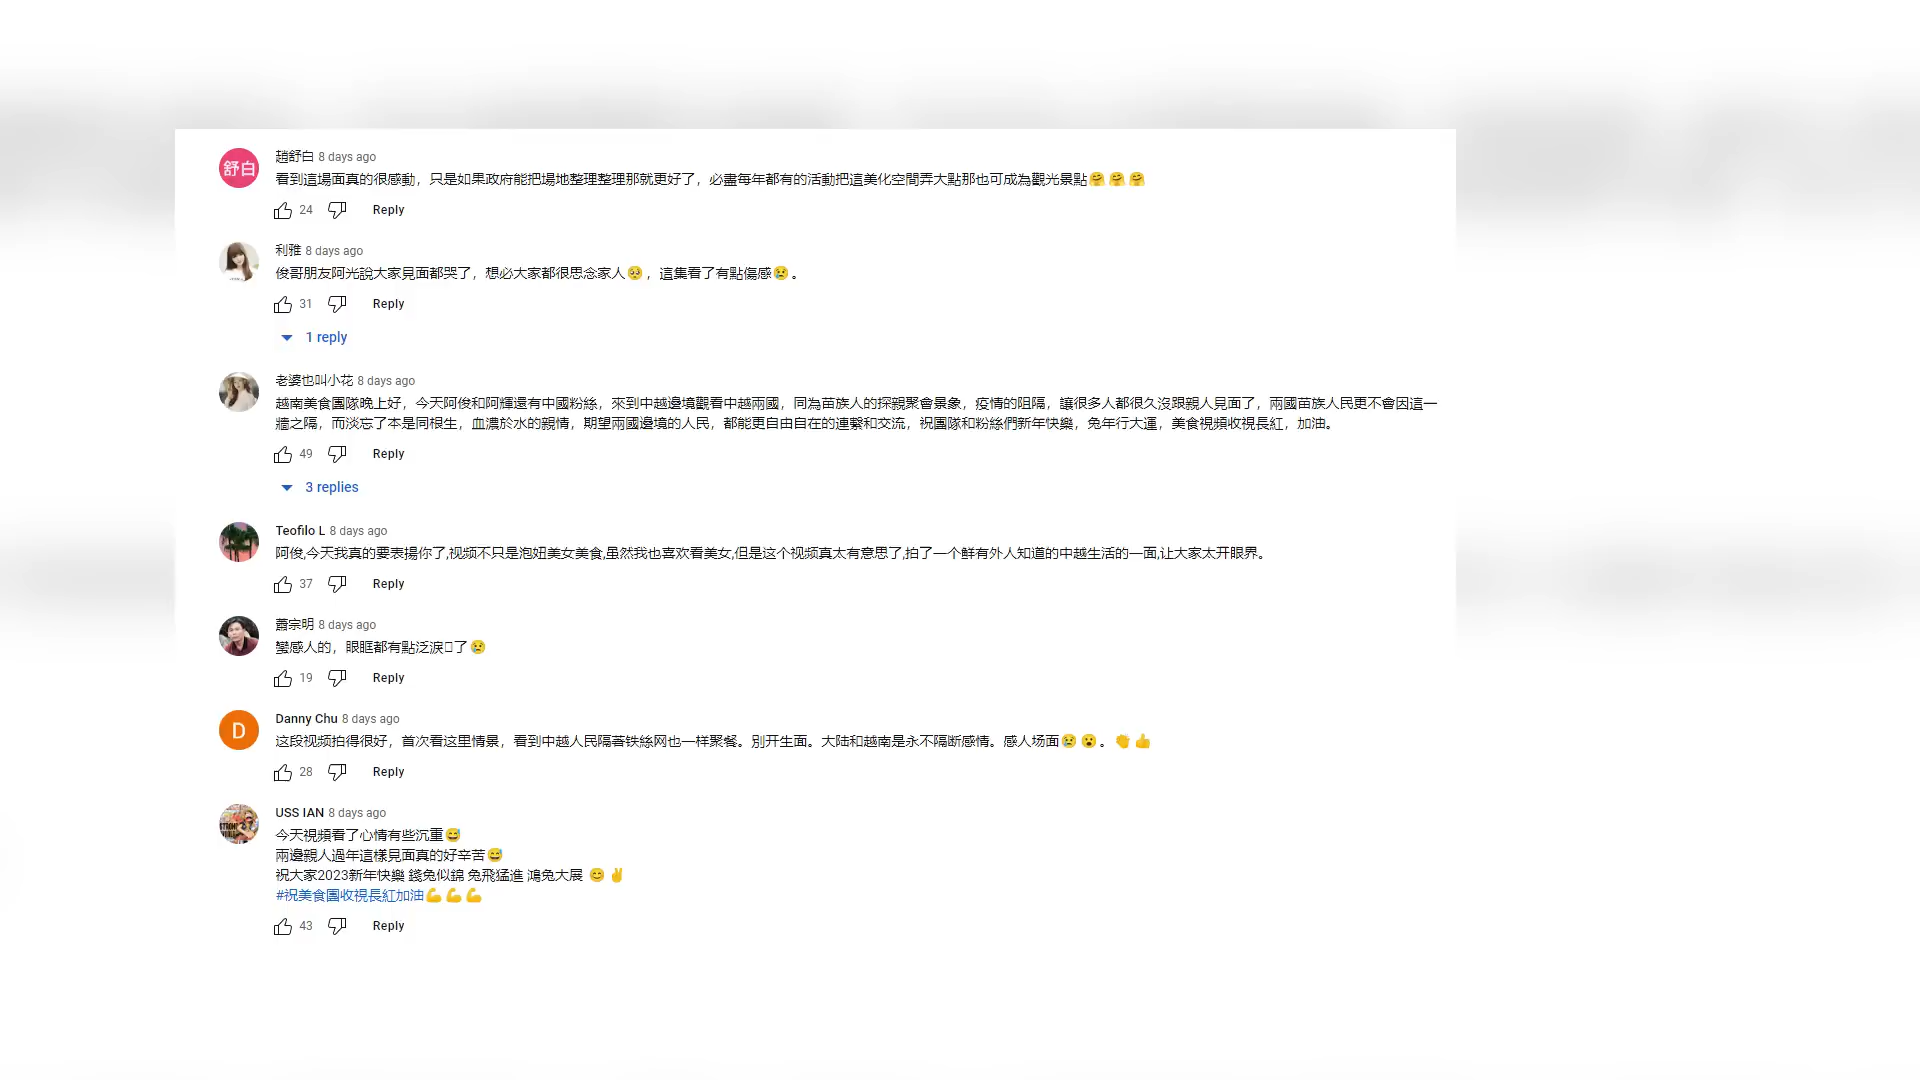 舒白
趙舒白 8 days ago
看到這場面真的很感動，只是如果政府能把場地整理整理那就更好了，必盡每年都有的活動把這美化空間弄大點那也可成為觀光景點🤗🤗🤗
24 Reply
利雅 8 days ago
俊哥朋友阿光說大家見面都哭了，想必大家都很思念家人🥺，這集看了有點傷感😢。
31 Reply
1 reply
老婆也叫小花 8 days ago
越南美食團隊晚上好，今天阿俊和阿輝還有中國粉絲，來到中越邊境觀看中越兩國，同為苗族人的探親聚會景象，疫情的阻隔，讓很多人都很久沒跟親人見面了，兩國苗族人民更不會因這一
牆之隔，而淡忘了本是同根生，血濃於水的親情，期望兩國邊境的人民，都能更自由自在的連繫和交流，祝團隊和粉絲們新年快樂，兔年行大運，美食視頻收視長紅，加油。
49 Reply
3 replies
Teofilo L 8 days ago
阿俊,今天我真的要表揚你了,视频不只是泡妞美女美食,虽然我也喜欢看美女,但是这个视频真太有意思了,拍了一个鲜有外人知道的中越生活的一面,让大家太开眼界。
37 Reply
蕭宗明 8 days ago
蠻感人的，眼眶都有點泛淚了😢
19 Reply
D
Danny Chu 8 days ago
这段视频拍得很好，首次看这里情景，看到中越人民隔著铁絲网也一样聚餐。別开生面。大陆和越南是永不隔断感情。感人场面😢😮。👏👍
28 Reply
USS IAN 8 days ago
今天視頻看了心情有些沉重😅
兩邊親人過年這樣見面真的好辛苦😅
祝大家2023新年快樂 錢兔似錦 兔飛猛進 鴻兔大展 😊✌
#祝美食團收視長紅加油💪💪💪
43 Reply